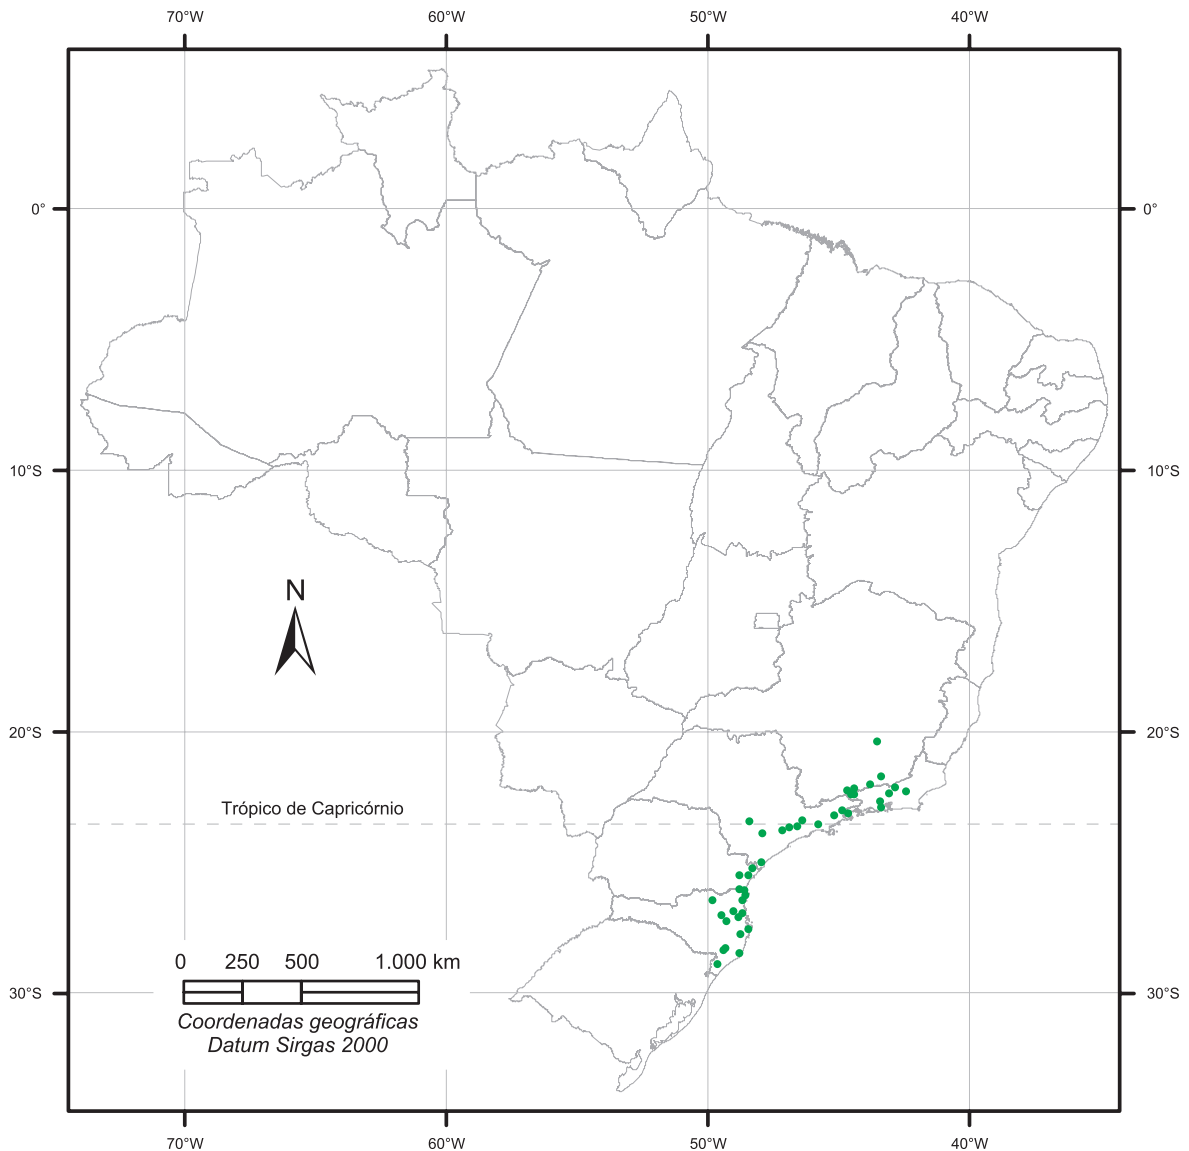 70°W 60°W 50°W 40°W
0° 0°
10°S 10°S
N
20°S 20°S
Trópico de Capricórnio
0 250 500 1.000 km
30°S 30°S
Coordenadas geográficas
Datum Sirgas 2000
70°W 60°W 50°W 40°W